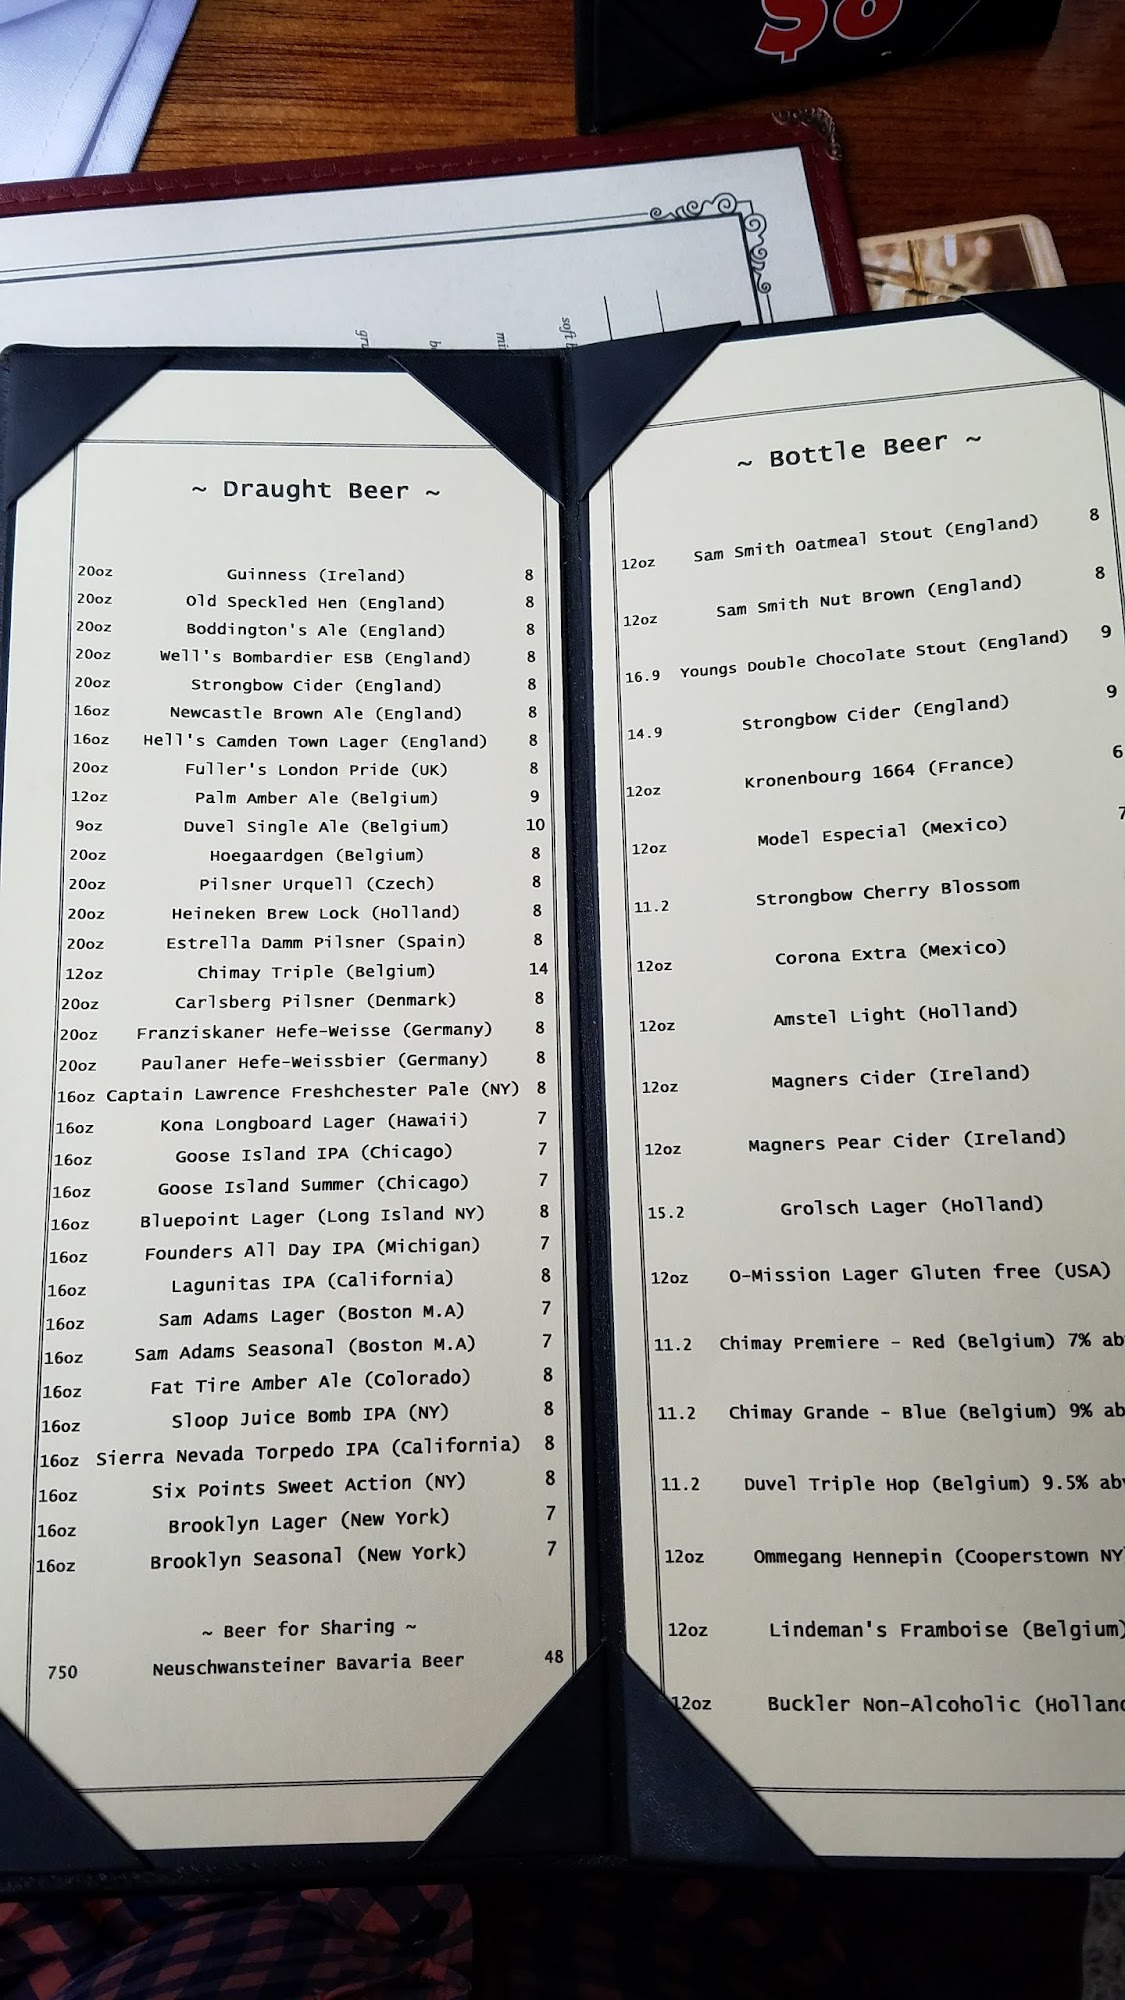 $8
soft
~ Draught Beer ~
20oz Guinness (Ireland) 8
20oz Old Speckled Hen (England) 8
20oz Boddington's Ale (England) 8
20oz Well's Bombardier ESB (England) 8
20oz Strongbow Cider (England) 8
16oz Newcastle Brown Ale (England) 8
16oz Hell's Camden Town Lager (England) 8
20oz Fuller's London Pride (UK) 8
12oz Palm Amber Ale (Belgium) 9
9oz Duvel Single Ale (Belgium) 10
20oz Hoegaardgen (Belgium) 8
20oz Pilsner Urquell (Czech) 8
20oz Heineken Brew Lock (Holland) 8
20oz Estrella Damm Pilsner (Spain) 8
12oz Chimay Triple (Belgium) 14
20oz Carlsberg Pilsner (Denmark) 8
20oz Franziskaner Hefe-Weisse (Germany) 8
20oz Paulaner Hefe-Weissbier (Germany) 8
16oz Captain Lawrence Freshchester Pale (NY) 8
16oz Kona Longboard Lager (Hawaii) 7
16oz Goose Island IPA (Chicago) 7
16oz Goose Island Summer (Chicago) 7
16oz Bluepoint Lager (Long Island NY) 8
16oz Founders All Day IPA (Michigan) 7
16oz Lagunitas IPA (California) 8
16oz Sam Adams Lager (Boston M.A) 7
16oz Sam Adams Seasonal (Boston M.A) 7
16oz Fat Tire Amber Ale (Colorado) 8
16oz Sloop Juice Bomb IPA (NY) 8
16oz Sierra Nevada Torpedo IPA (California) 8
16oz Six Points Sweet Action (NY) 8
16oz Brooklyn Lager (New York) 7
16oz Brooklyn Seasonal (New York) 7
~ Beer for Sharing ~
750 Neuschwansteiner Bavaria Beer 48
~ Bottle Beer ~
12oz Sam Smith Oatmeal Stout (England) 8
12oz Sam Smith Nut Brown (England) 8
16.9 Youngs Double Chocolate Stout (England) 9
14.9 Strongbow Cider (England) 9
12oz Kronenbourg 1664 (France) 6
12oz Model Especial (Mexico) 7
11.2 Strongbow Cherry Blossom
12oz Corona Extra (Mexico)
12oz Amstel Light (Holland)
12oz Magners Cider (Ireland)
12oz Magners Pear Cider (Ireland)
15.2 Grolsch Lager (Holland)
12oz O-Mission Lager Gluten free (USA)
11.2 Chimay Premiere - Red (Belgium) 7% ab
11.2 Chimay Grande - Blue (Belgium) 9% ab
11.2 Duvel Triple Hop (Belgium) 9.5% abv
12oz Ommegang Hennepin (Cooperstown NY)
12oz Lindeman's Framboise (Belgium)
12oz Buckler Non-Alcoholic (Holland